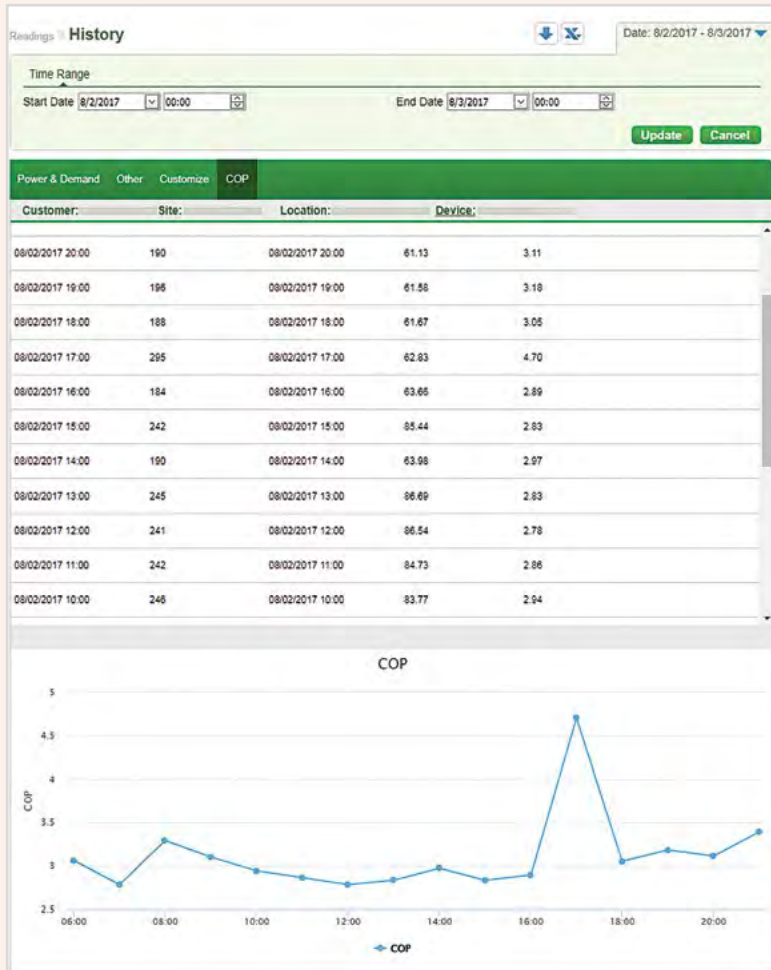 Readings History Date: 8/2/2017 - 8/3/2017
Time Range
Start Date 8/2/2017 00:00 End Date 8/3/2017 00:00
Update Cancel
Power & Demand Other Customize COP
Customer: Site: Location: Device:
08/02/2017 20:00 190 08/02/2017 20:00 61.13 3.11
08/02/2017 19:00 196 08/02/2017 19:00 61.58 3.18
08/02/2017 18:00 188 08/02/2017 18:00 61.67 3.05
08/02/2017 17:00 295 08/02/2017 17:00 62.83 4.70
08/02/2017 16:00 184 08/02/2017 16:00 63.66 2.89
08/02/2017 15:00 242 08/02/2017 15:00 85.44 2.83
08/02/2017 14:00 190 08/02/2017 14:00 63.98 2.97
08/02/2017 13:00 245 08/02/2017 13:00 86.69 2.83
08/02/2017 12:00 241 08/02/2017 12:00 86.54 2.78
08/02/2017 11:00 242 08/02/2017 11:00 84.73 2.86
08/02/2017 10:00 246 08/02/2017 10:00 83.77 2.94
COP
5
4.5
4
COP
3.5
3
2.5
06:00 08:00 10:00 12:00 14:00 16:00 18:00 20:00
COP